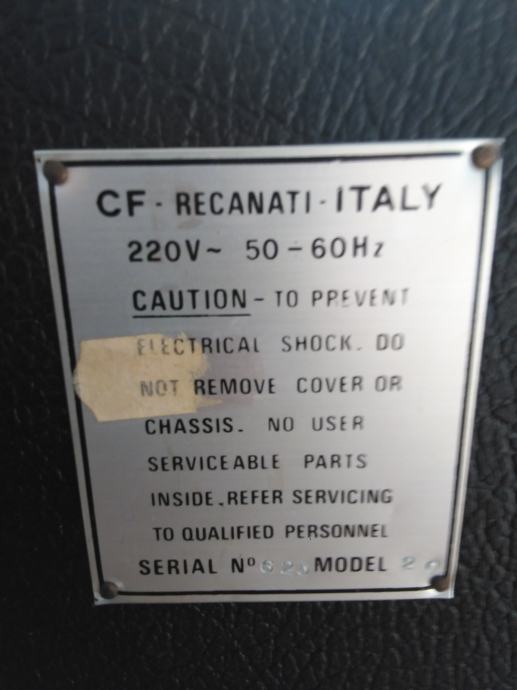 CF - RECANATI - ITALY
220V~ 50-60Hz
CAUTION - TO PREVENT
ELECTRICAL SHOCK. DO
NOT REMOVE COVER OR
CHASSIS. NO USER
SERVICEABLE PARTS
INSIDE. REFER SERVICING
TO QUALIFIED PERSONNEL
SERIAL Nº MODEL